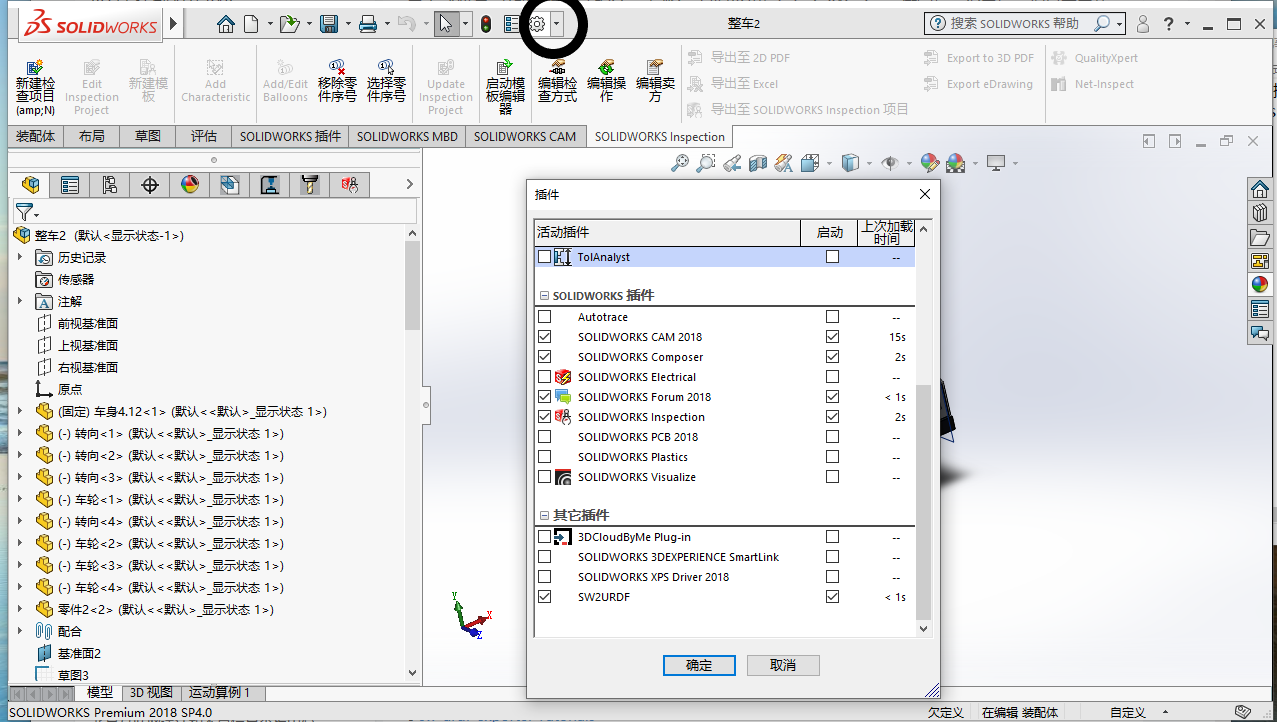 SOLIDWORKS
整车2
搜索 SOLIDWORKS 帮助
?
新建检查项目(amp;N)
Edit Inspection Project
新建模板
Add Characteristic
Add/Edit Balloons
移除零件序号
选择零件序号
Update Inspection Project
启动模板编辑器
编辑检查方式
编辑操作
编辑卖方
导出至 2D PDF
导出至 Excel
导出至 SOLIDWORKS Inspection 项目
Export to 3D PDF
Export eDrawing
QualityXpert
Net-Inspect
装配体
布局
草图
评估
SOLIDWORKS 插件
SOLIDWORKS MBD
SOLIDWORKS CAM
SOLIDWORKS Inspection
整车2 (默认<显示状态-1>)
历史记录
传感器
注解
前视基准面
上视基准面
右视基准面
原点
(固定) 车身4.12<1> (默认<<默认>_显示状态 1>)
(-) 转向<1> (默认<<默认>_显示状态 1>)
(-) 转向<2> (默认<<默认>_显示状态 1>)
(-) 转向<3> (默认<<默认>_显示状态 1>)
(-) 车轮<1> (默认<<默认>_显示状态 1>)
(-) 转向<4> (默认<<默认>_显示状态 1>)
(-) 车轮<2> (默认<<默认>_显示状态 1>)
(-) 车轮<3> (默认<<默认>_显示状态 1>)
(-) 车轮<4> (默认<<默认>_显示状态 1>)
零件2<2> (默认<<默认>_显示状态 1>)
配合
基准面2
草图3
Y
X
Z
插件
活动插件 启动 上次加载时间
TolAnalyst --
SOLIDWORKS 插件
Autotrace --
SOLIDWORKS CAM 2018 15s
SOLIDWORKS Composer 2s
SOLIDWORKS Electrical --
SOLIDWORKS Forum 2018 < 1s
SOLIDWORKS Inspection 2s
SOLIDWORKS PCB 2018 --
SOLIDWORKS Plastics --
SOLIDWORKS Visualize --
其它插件
3DCloudByMe Plug-in --
SOLIDWORKS 3DEXPERIENCE SmartLink --
SOLIDWORKS XPS Driver 2018 --
SW2URDF < 1s
确定
取消
模型
3D 视图
运动算例 1
SOLIDWORKS Premium 2018 SP4.0
欠定义
在编辑 装配体
自定义